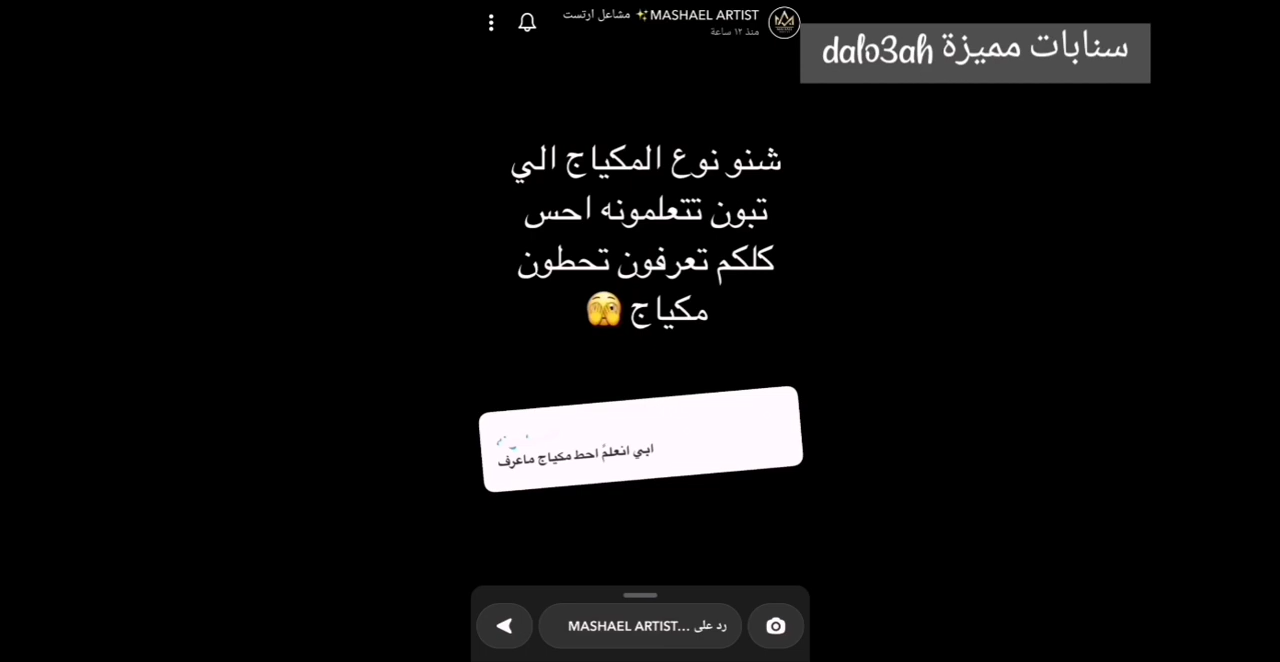 MASHAEL ARTIST✨ مشاعل ارتست
منذ ١٢ ساعة
سنابات مميزة dalo3ah
شنو نوع المكياج الي
تبون تتعلمونه احس
كلكم تعرفون تحطون
مكياج 🫣
ابي اتعلم احط مكياج ماعرف
رد على ...MASHAEL ARTIST